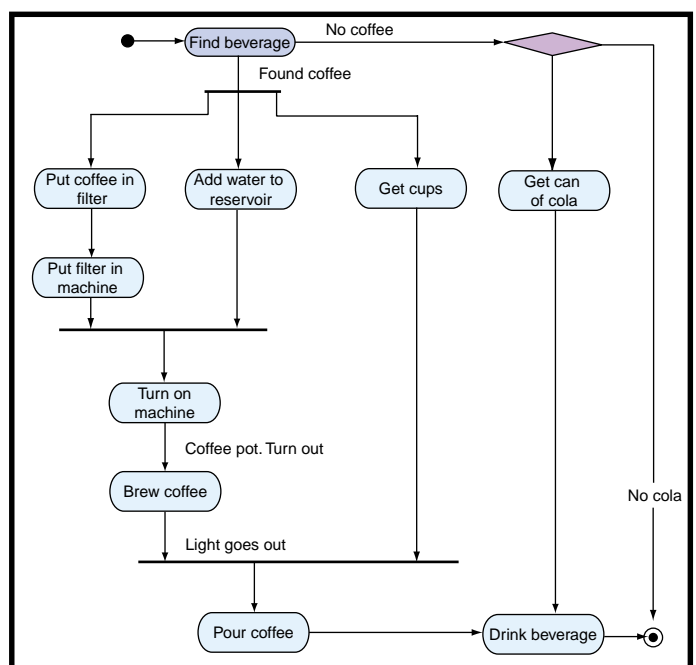 Find beverage
No coffee
Found coffee
Put coffee in
filter
Add water to
reservoir
Get cups
Get can
of cola
Put filter in
machine
Turn on
machine
Coffee pot. Turn out
Brew coffee
No cola
Light goes out
Pour coffee
Drink beverage